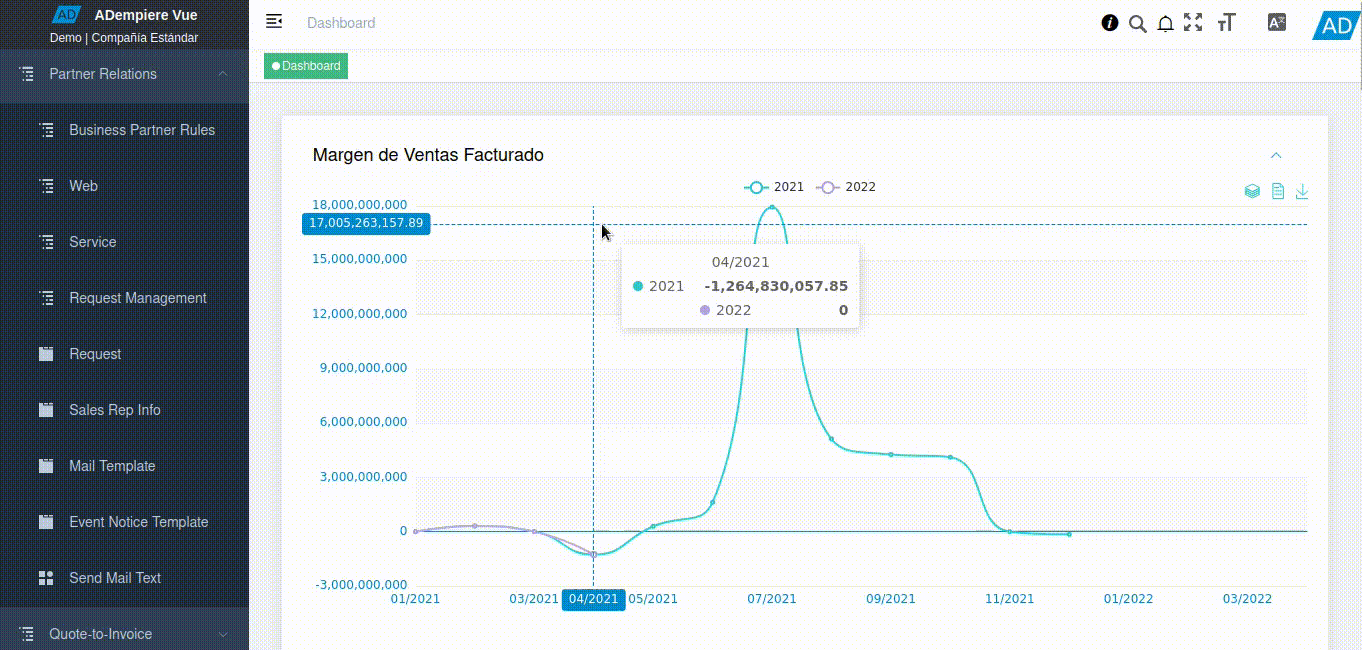 AD ADempiere Vue
Demo | Compañía Estándar
Partner Relations
Business Partner Rules
Web
Service
Request Management
Request
Sales Rep Info
Mail Template
Event Notice Template
Send Mail Text
Quote-to-Invoice
Dashboard
AD
Dashboard
Margen de Ventas Facturado
2021 2022
18,000,000,000
17,005,263,157.89
15,000,000,000
12,000,000,000
9,000,000,000
6,000,000,000
3,000,000,000
0
-3,000,000,000
04/2021
2021 -1,264,830,057.85
2022 0
01/2021 03/2021 04/2021 05/2021 07/2021 09/2021 11/2021 01/2022 03/2022